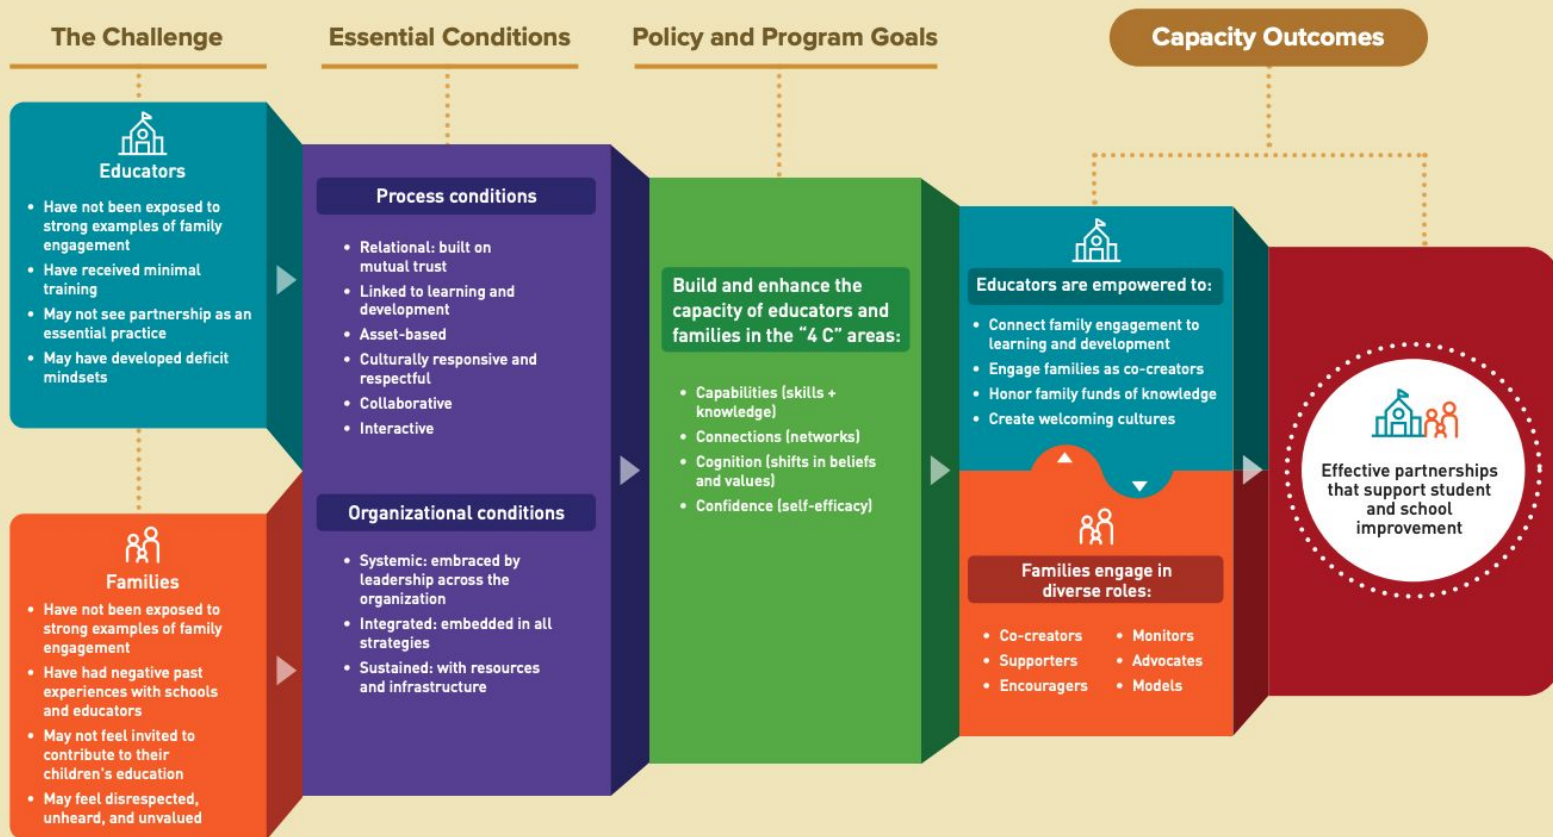 The Challenge
Essential Conditions
Policy and Program Goals
Capacity Outcomes
Educators
• Have not been exposed to
strong examples of family
engagement
• Have received minimal
training
• May not see partnership as an
essential practice
• May have developed deficit
mindsets
Families
• Have not been exposed to
strong examples of family
engagement
• Have had negative past
experiences with schools
and educators
• May not feel invited to
contribute to their
children's education
• May feel disrespected,
unheard, and unvalued
Process conditions
• Relational: built on
mutual trust
• Linked to learning and
development
• Asset-based
• Culturally responsive and
respectful
• Collaborative
• Interactive
Organizational conditions
• Systemic: embraced by
leadership across the
organization
• Integrated: embedded in all
strategies
• Sustained: with resources
and infrastructure
Build and enhance the
capacity of educators and
families in the “4 C” areas:
• Capabilities (skills +
knowledge)
• Connections (networks)
• Cognition (shifts in beliefs
and values)
• Confidence (self-efficacy)
Educators are empowered to:
• Connect family engagement to
learning and development
• Engage families as co-creators
• Honor family funds of knowledge
• Create welcoming cultures
Families engage in
diverse roles:
• Co-creators
• Supporters
• Encouragers
• Monitors
• Advocates
• Models
Effective partnerships
that support student
and school
improvement